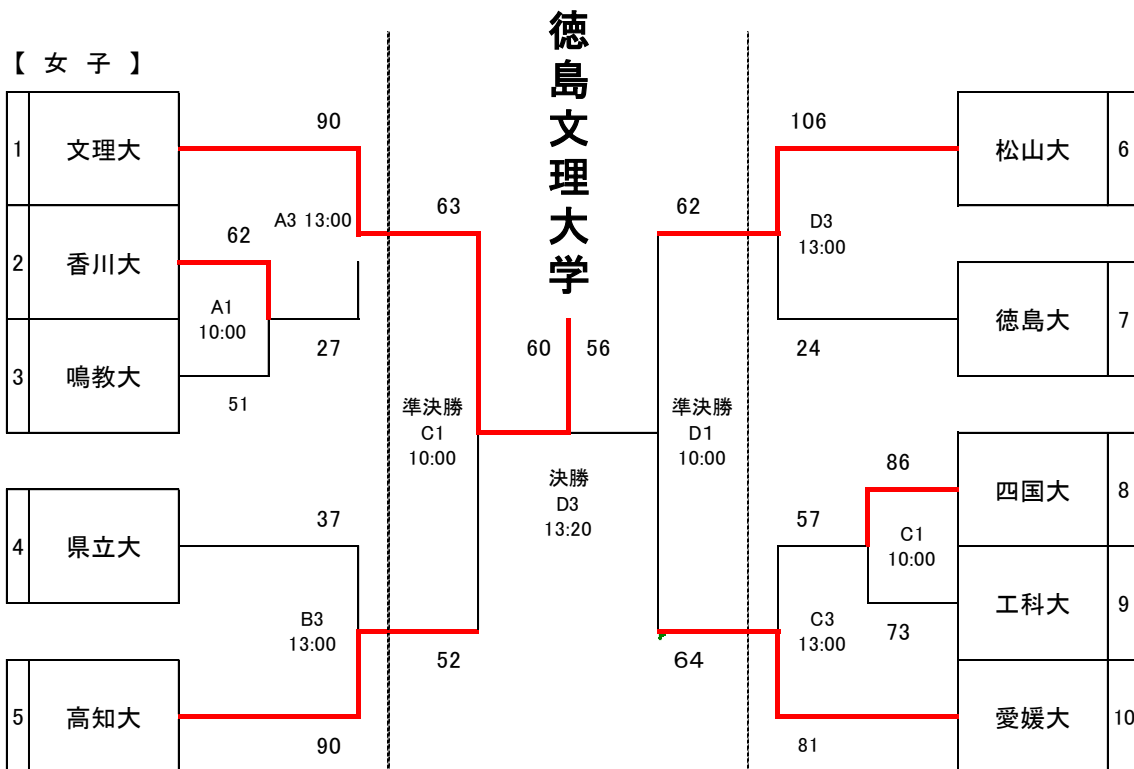 【 女 子 】
徳島文理大学
1 文理大
2 香川大
3 鳴教大
4 県立大
5 高知大
90
A3 13:00
62
A1
10:00
27
51
37
B3
13:00
90
63
準決勝
C1
10:00
52
60
56
決勝
D3
13:20
62
準決勝
D1
10:00
64
106
D3
13:00
24
86
57
C1
10:00
C3
13:00
73
81
松山大 6
徳島大 7
四国大 8
工科大 9
愛媛大 10